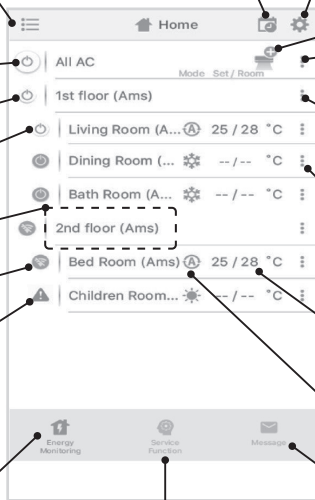 Home
All AC
Mode Set / Room
1st floor (Ams)
Living Room (A... A 25 / 28 °C
Dining Room (... -- / -- °C
Bath Room (A... -- / -- °C
2nd floor (Ams)
Bed Room (Ams) A 25 / 28 °C
Children Room... -- / -- °C
Energy Service Message
Monitoring Function